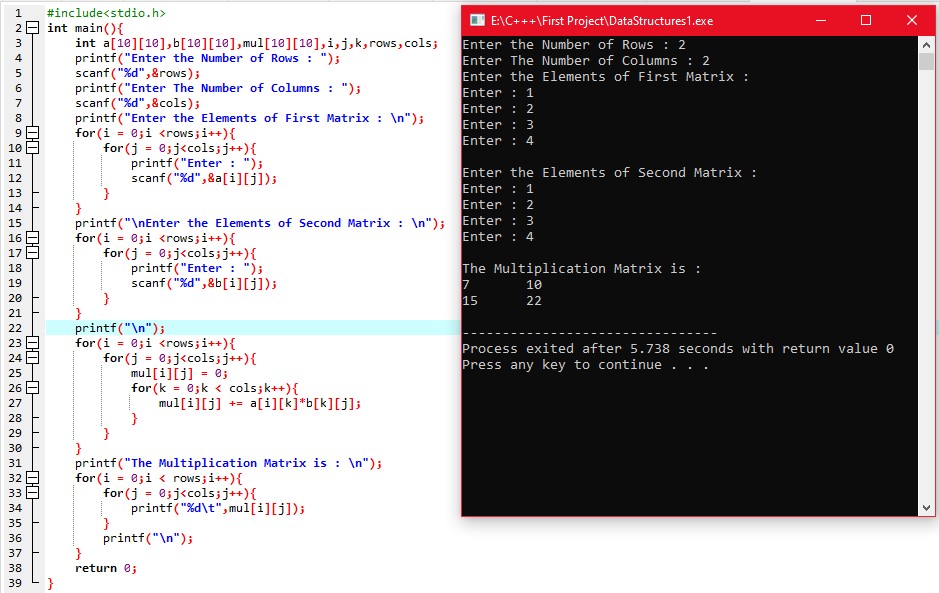 1 #include<stdio.h>
2 int main(){
3 int a[10][10],b[10][10],mul[10][10],i,j,k,rows,cols;
4 printf("Enter the Number of Rows : ");
5 scanf("%d",&rows);
6 printf("Enter The Number of Columns : ");
7 scanf("%d",&cols);
8 printf("Enter the Elements of First Matrix : \n");
9 for(i = 0;i <rows;i++){
10 for(j = 0;j<cols;j++){
11 printf("Enter : ");
12 scanf("%d",&a[i][j]);
13 }
14 }
15 printf("\nEnter the Elements of Second Matrix : \n");
16 for(i = 0;i <rows;i++){
17 for(j = 0;j<cols;j++){
18 printf("Enter : ");
19 scanf("%d",&b[i][j]);
20 }
21 }
22 printf("\n");
23 for(i = 0;i <rows;i++){
24 for(j = 0;j<cols;j++){
25 mul[i][j] = 0;
26 for(k = 0;k < cols;k++){
27 mul[i][j] += a[i][k]*b[k][j];
28 }
29 }
30 }
31 printf("The Multiplication Matrix is : \n");
32 for(i = 0;i < rows;i++){
33 for(j = 0;j<cols;j++){
34 printf("%d\t",mul[i][j]);
35 }
36 printf("\n");
37 }
38 return 0;
39 }
E:\C+++\First Project\DataStructures1.exe
Enter the Number of Rows : 2
Enter The Number of Columns : 2
Enter the Elements of First Matrix :
Enter : 1
Enter : 2
Enter : 3
Enter : 4
Enter the Elements of Second Matrix :
Enter : 1
Enter : 2
Enter : 3
Enter : 4
The Multiplication Matrix is :
7 10
15 22
--------------------------------
Process exited after 5.738 seconds with return value 0
Press any key to continue . . .